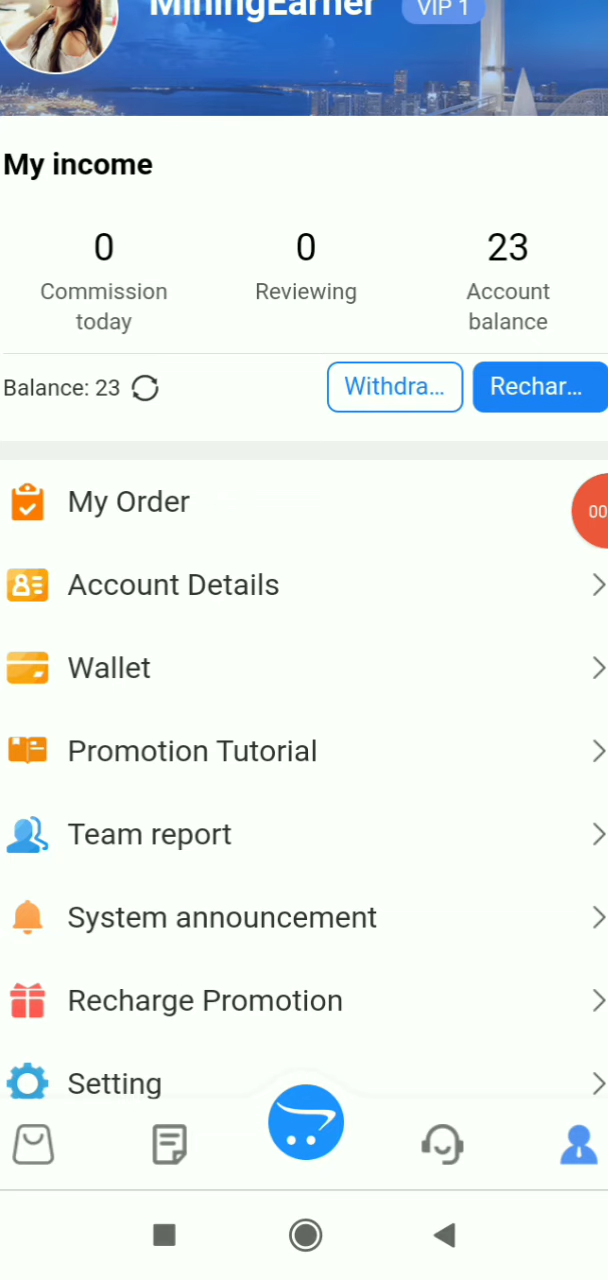 MiningEarner VIP 1
My income
0 0 23
Commission today Reviewing Account balance
Balance: 23 Withdra... Rechar...
My Order
00
Account Details
Wallet
Promotion Tutorial
Team report
System announcement
Recharge Promotion
Setting